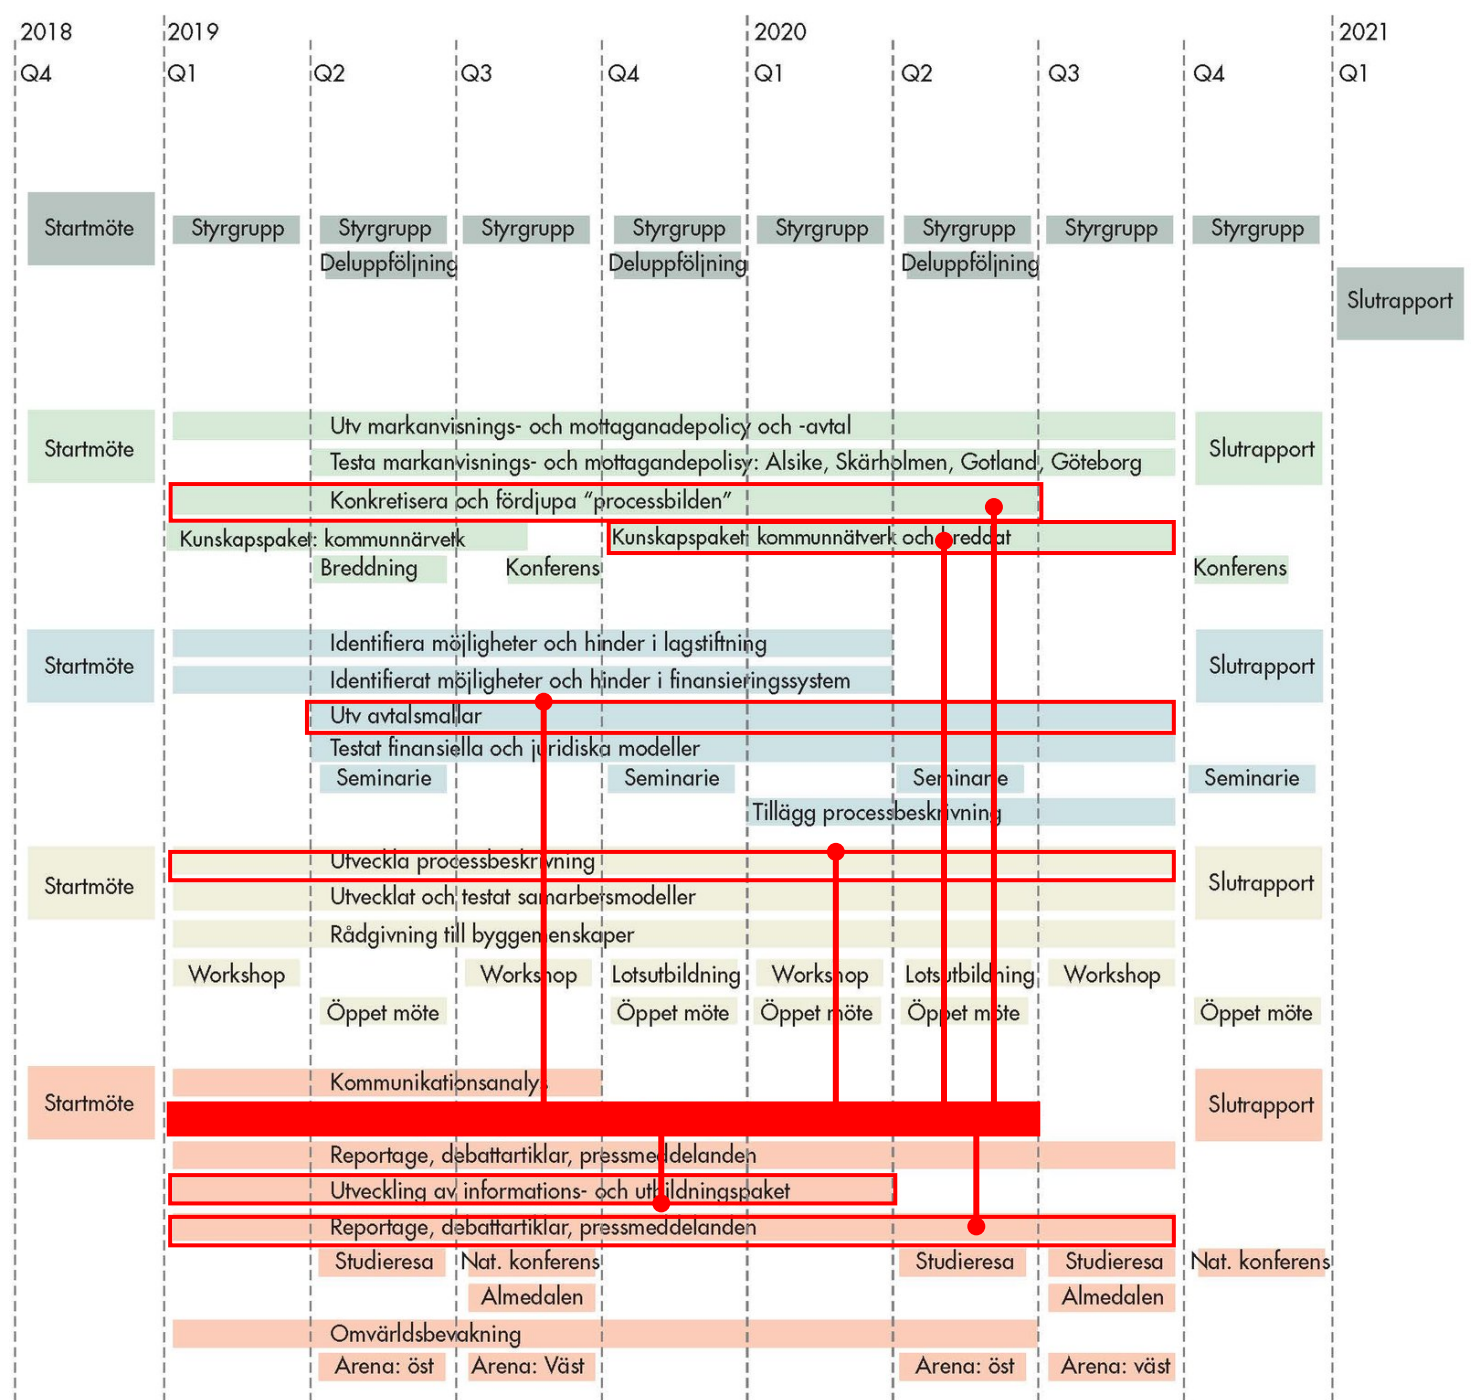 2018 2019 2020 2021
Q4 Q1 Q2 Q3 Q4 Q1 Q2 Q3 Q4 Q1
Startmöte Styrgrupp Styrgrupp Styrgrupp Styrgrupp Styrgrupp Styrgrupp Styrgrupp Styrgrupp
Deluppföljning Deluppföljning Deluppföljning
Slutrapport
Utv markanvisnings- och mottaganadepolicy och -avtal
Startmöte Slutrapport
Testa markanvisnings- och mottagandepolisy: Alsike, Skärholmen, Gotland, Göteborg
Konkretisera och fördjupa “processbilden”
Kunskapspaket: kommunnärverk Kunskapspaket: kommunnätverk och breddat
Breddning Konferens Konferens
Identifiera möjligheter och hinder i lagstiftning
Startmöte Slutrapport
Identifierat möjligheter och hinder i finansieringssystem
Utv avtalsmallar
Testat finansiella och juridiska modeller
Seminarie Seminarie Seminarie Seminarie
Tillägg processbeskrivning
Utveckla processbeskrivning
Startmöte Slutrapport
Utvecklat och testat samarbetsmodeller
Rådgivning till byggemenskaper
Workshop Workshop Lotsutbildning Workshop Lotsutbildning Workshop
Öppet möte Öppet möte Öppet möte Öppet möte Öppet möte
Kommunikationsanalys
Startmöte Slutrapport
Reportage, debattartiklar, pressmeddelanden
Utveckling av informations- och utbildningspaket
Reportage, debattartiklar, pressmeddelanden
Studieresa Nat. konferens Studieresa Studieresa Nat. konferens
Almedalen Almedalen
Omvärldsbevakning
Arena: öst Arena: Väst Arena: öst Arena: väst